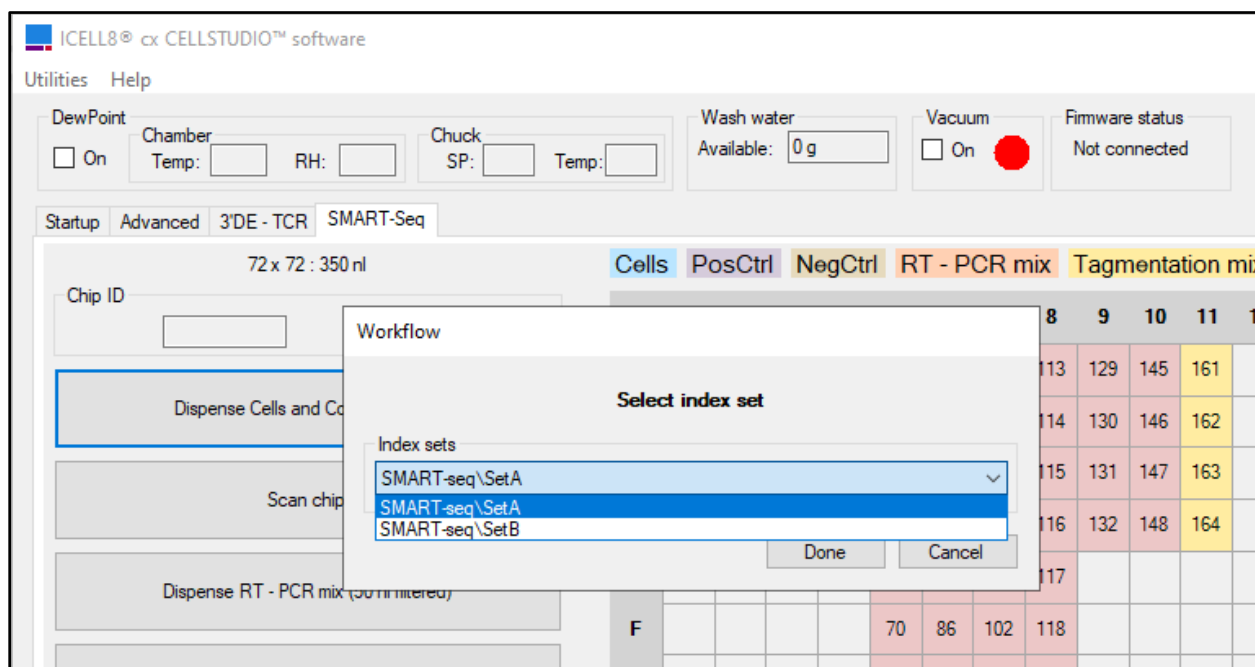 ICELL8® cx CELLSTUDIO™ software
Utilities Help
DewPoint
On
Chamber
Temp: RH:
Chuck
SP: Temp:
Wash water
Available: 0 g
Vacuum
On
Firmware status
Not connected
Startup Advanced 3'DE - TCR SMART-Seq
72 x 72 : 350 nl
Chip ID
Cells PosCtrl NegCtrl RT - PCR mix Tagmentation
8 9 10 11
Dispense Cells and
Scan chip
Dispense RT - PCR mix
Workflow
Select index set
Index sets
SMART-seq\SetA
SMART-seq\SetA
SMART-seq\SetB
Done Cancel
113 129 145 161
114 130 146 162
115 131 147 163
116 132 148 164
117
F 70 86 102 118